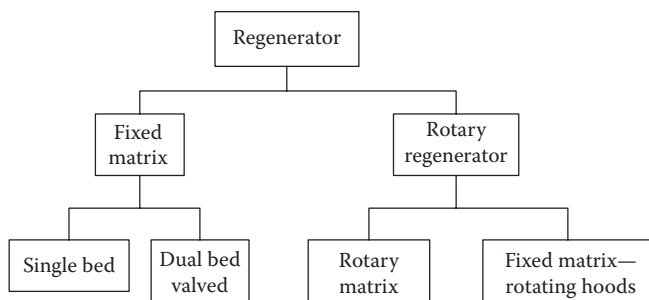 Regenerator
Fixed
matrix
Rotary
regenerator
Single bed
Dual bed
valved
Rotary
matrix
Fixed matrix—
rotating hoods